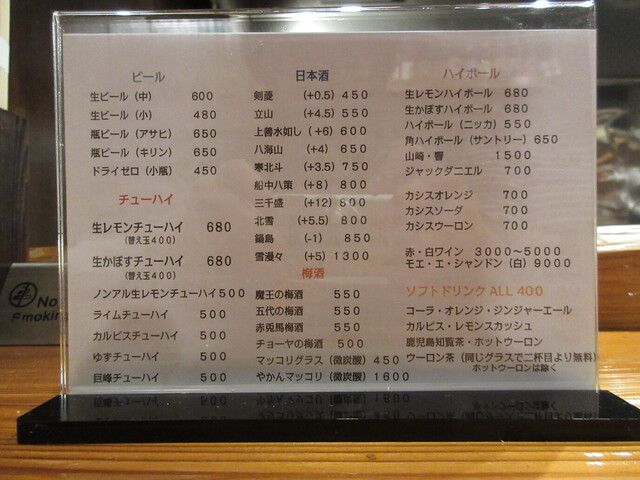 ビール
生ビール（中） 600
生ビール（小） 480
瓶ビール（アサヒ） 650
瓶ビール（キリン） 650
ドライゼロ（小瓶） 450
チューハイ
生レモンチューハイ 680
（替え玉400）
生かぼすチューハイ 680
（替え玉400）
ノンアル生レモンチューハイ 500
ライムチューハイ 500
カルピスチューハイ 500
ゆずチューハイ 500
巨峰チューハイ 500
日本酒
剣菱 (+0.5) 450
立山 (+4.5) 550
上善水如し (+6) 600
八海山 (+4) 650
寒北斗 (+3.5) 750
船中八策 (+8) 800
三千盛 (+12) 800
北雪 (+5.5) 800
鍋島 (-1) 850
雪漫々 (+5) 1300
梅酒
魔王の梅酒 550
五代の梅酒 550
赤兎馬梅酒 550
チョーヤの梅酒 500
マッコリグラス（微炭酸）450
やかんマッコリ（微炭酸）1600
ハイボール
生レモンハイボール 680
生かぼすハイボール 680
ハイボール（ニッカ）550
角ハイボール（サントリー）650
山崎・響 1500
ジャックダニエル 700
カシスオレンジ 700
カシスソーダ 700
カシスウーロン 700
赤・白ワイン 3000〜5000
モエ・エ・シャンドン（白）9000
ソフトドリンク ALL 400
コーラ・オレンジ・ジンジャーエール
カルピス・レモンスカッシュ
鹿児島知覧茶・ホットウーロン
ウーロン茶（同じグラスで二杯目より無料）
ホットウーロンは除く
No
Smoking